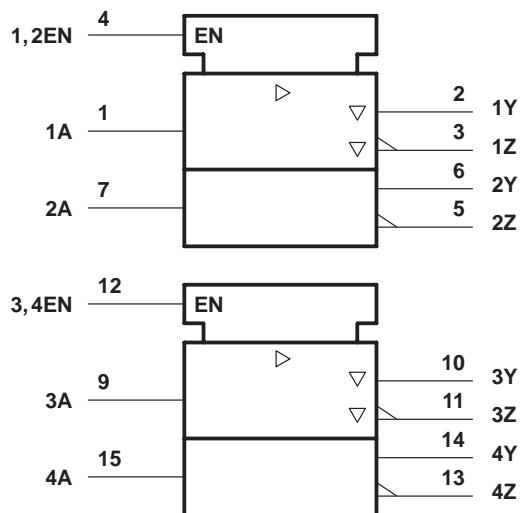 4
1,2EN EN
1 2 1Y
1A 3 1Z
7 6 2Y
2A 5 2Z
12
3,4EN EN
9 10 3Y
3A 11 3Z
15 14 4Y
4A 13 4Z